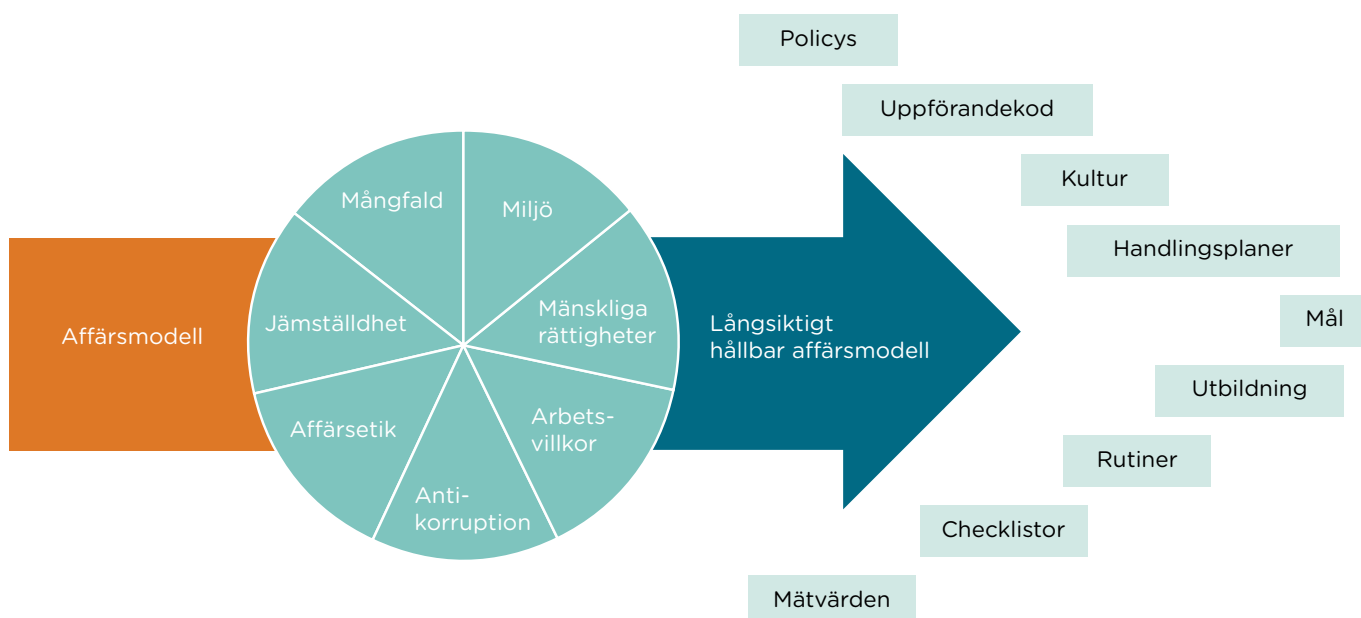 Affärsmodell
Mångfald
Miljö
Jämställdhet
Mänskliga
rättigheter
Affärsetik
Arbets-
villkor
Anti-
korruption
Långsiktigt
hållbar affärsmodell
Policys
Uppförandekod
Kultur
Handlingsplaner
Mål
Utbildning
Rutiner
Checklistor
Mätvärden